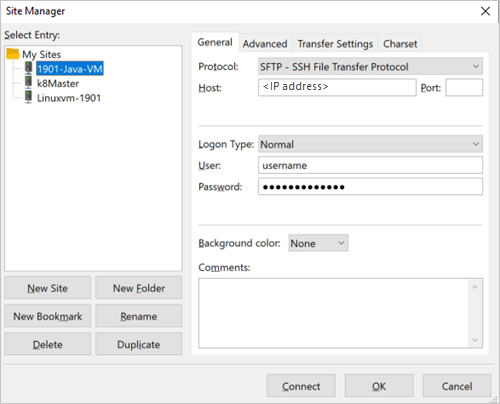 Site Manager
Select Entry:
My Sites
1901-Java-VM
k8Master
Linuxvm-1901
New Site
New Folder
New Bookmark
Rename
Delete
Duplicate
General
Advanced
Transfer Settings
Charset
Protocol:
SFTP - SSH File Transfer Protocol
Host:
<IP address>
Port:
Logon Type:
Normal
User:
username
Password:
●●●●●●●●●●●●●
Background color:
None
Comments:
Connect
OK
Cancel